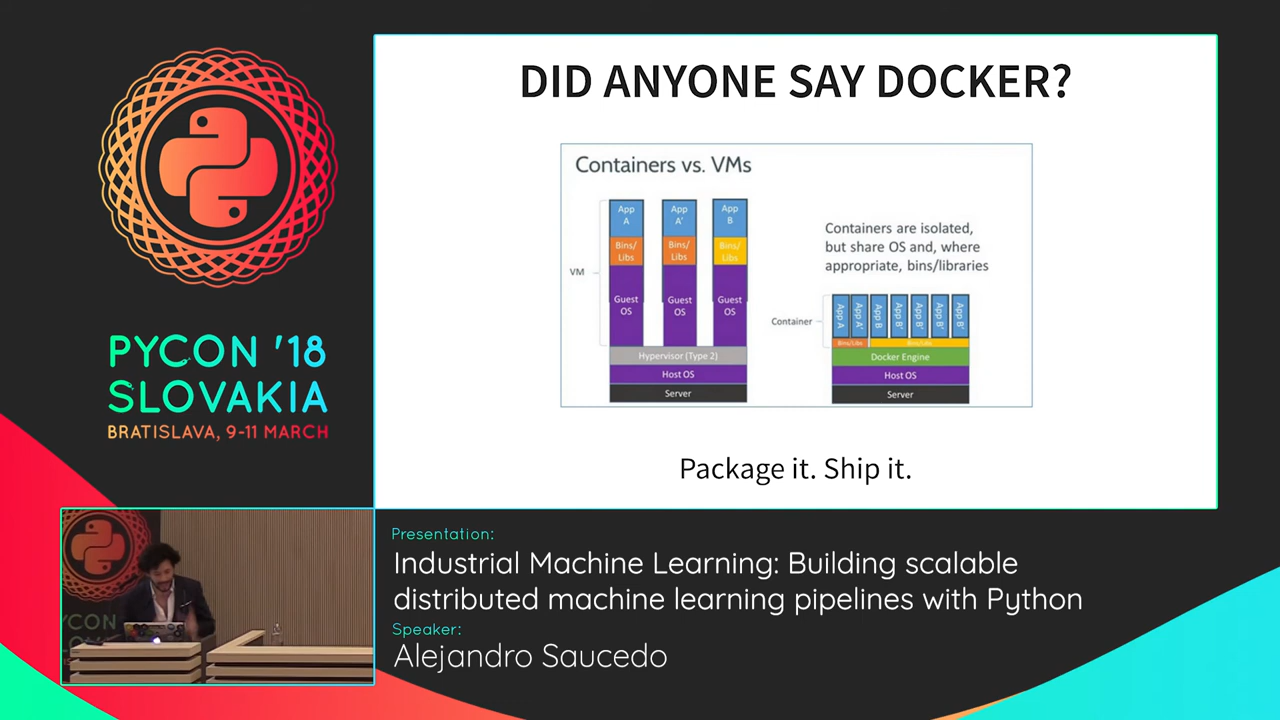 DID ANYONE SAY DOCKER?
Containers vs. VMs
App
A
App
A'
App
B
Bins/
Libs
Bins/
Libs
Bins/
Libs
VM
Guest
OS
Guest
OS
Guest
OS
Hypervisor (Type 2)
Host OS
Server
Containers are isolated,
but share OS and, where
appropriate, bins/libraries
Container
App A
App A'
App B
App B'
App B'
App B'
App B'
Bins/Libs
Bins/Libs
Docker Engine
Host OS
Server
Package it. Ship it.
PYCON '18
SLOVAKIA
BRATISLAVA, 9-11 MARCH
YCON
Presentation:
Industrial Machine Learning: Building scalable
distributed machine learning pipelines with Python
Speaker:
Alejandro Saucedo